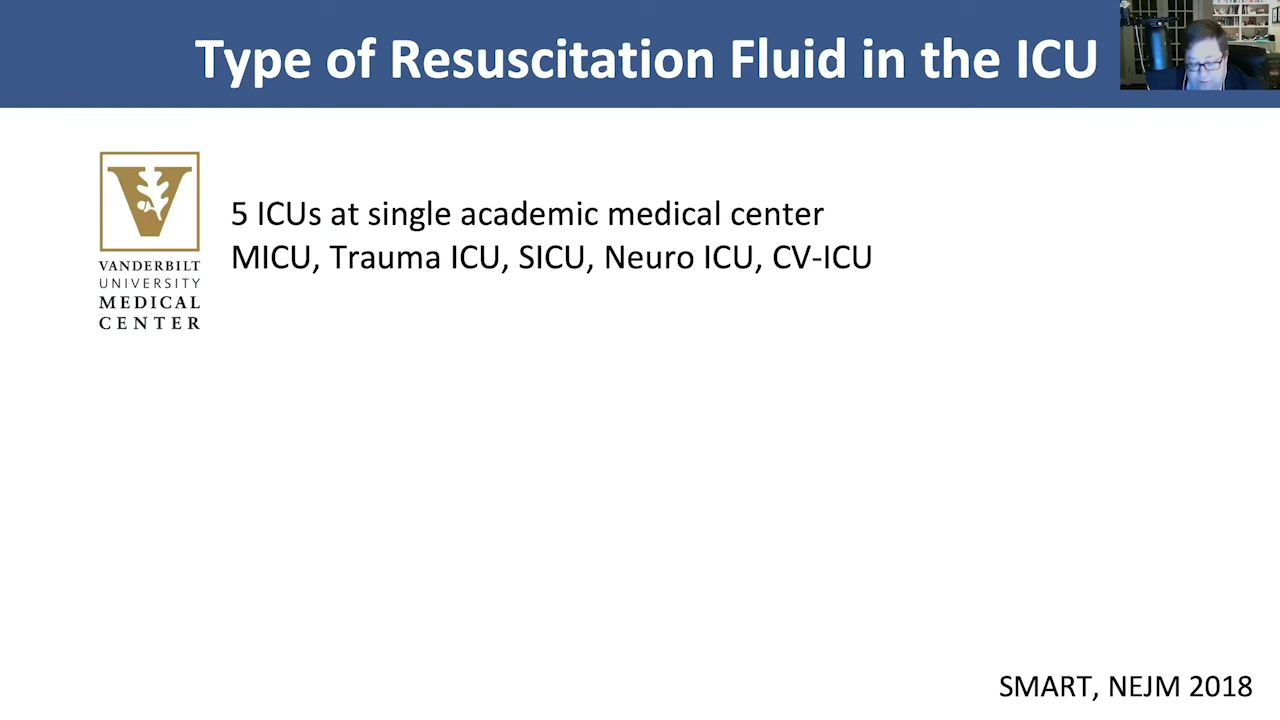 Type of Resuscitation Fluid in the ICU
5 ICUs at single academic medical center
MICU, Trauma ICU, SICU, Neuro ICU, CV-ICU
V
VANDERBILT
UNIVERSITY
MEDICAL
CENTER
SMART, NEJM 2018